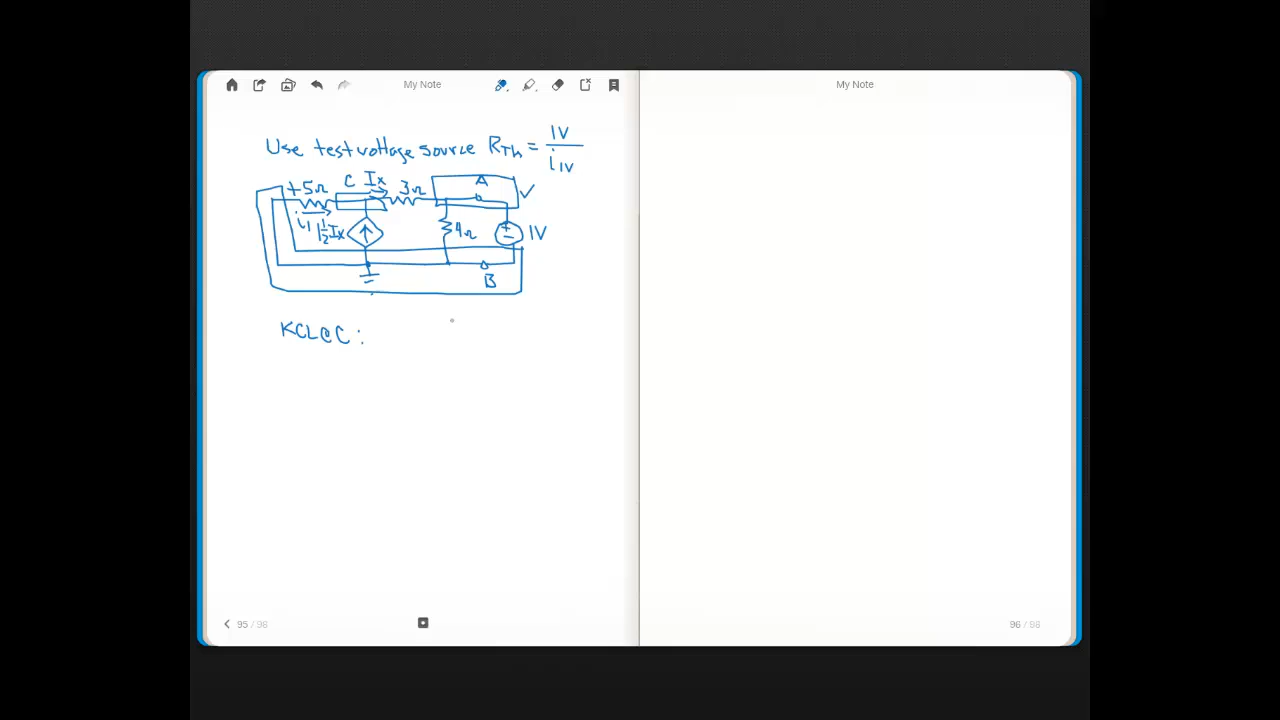 My Note
My Note
Use test voltage source R_Th = 1V / i_1V
+ 5Ω C Ix 3Ω A V
i1 1/2 Ix 4Ω + - 1V
B
KCL@C:
95 / 98
96 / 98